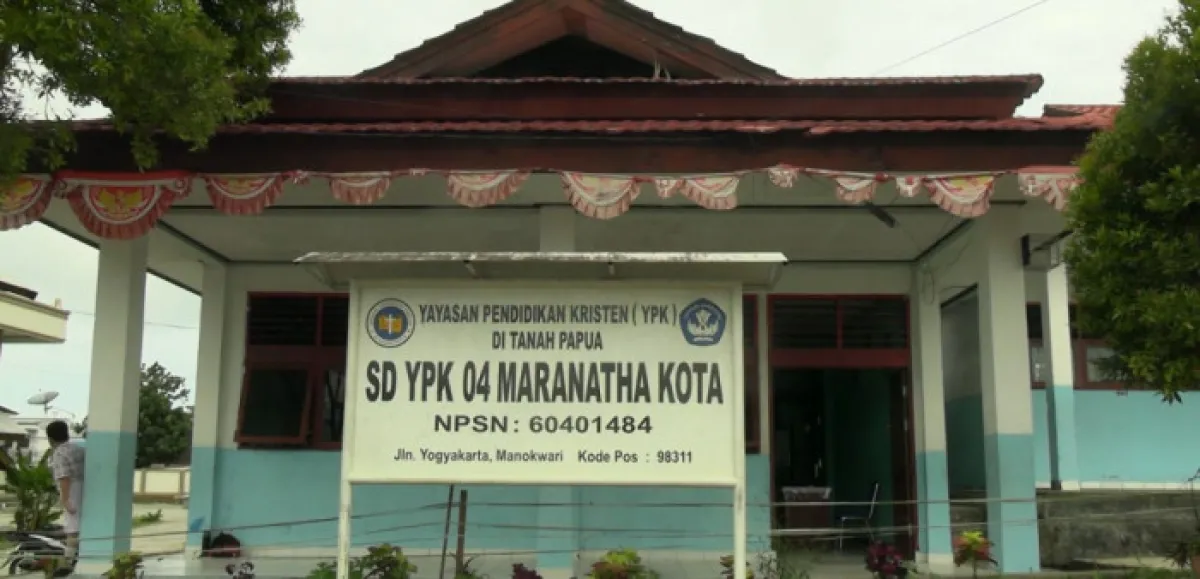 YAYASAN PENDIDIKAN KRISTEN ( YPK )
DI TANAH PAPUA
SD YPK 04 MARANATHA KOTA
NPSN : 60401484
Jln. Yogyakarta, Manokwari Kode Pos : 98311